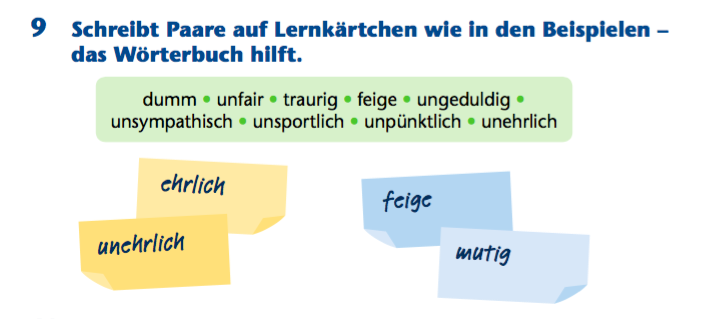 9 Schreibt Paare auf Lernkärtchen wie in den Beispielen –
das Wörterbuch hilft.
dumm • unfair • traurig • feige • ungeduldig •
unsympathisch • unsportlich • unpünktlich • unehrlich
ehrlich
unehrlich
feige
mutig